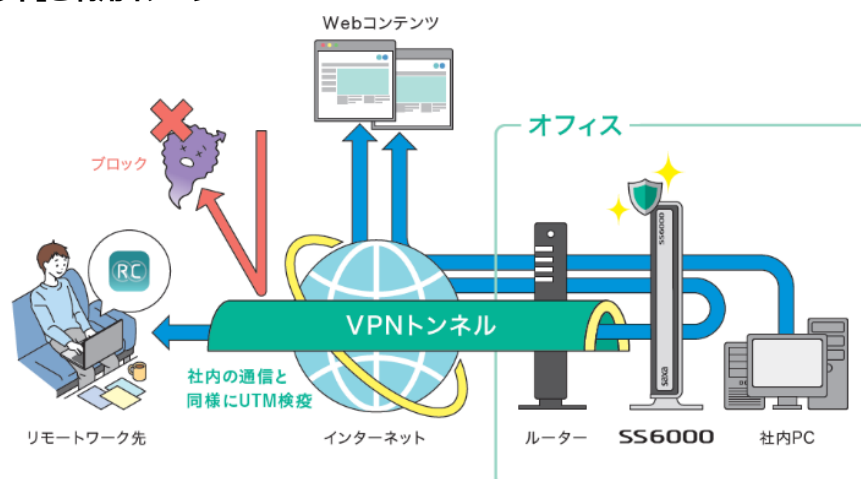 Webコンテンツ
オフィス
ブロック
RC
SS6000
VPNトンネル
saxa
社内の通信と
同様にUTM検疫
リモートワーク先
インターネット
ルーター
SS6000
社内PC